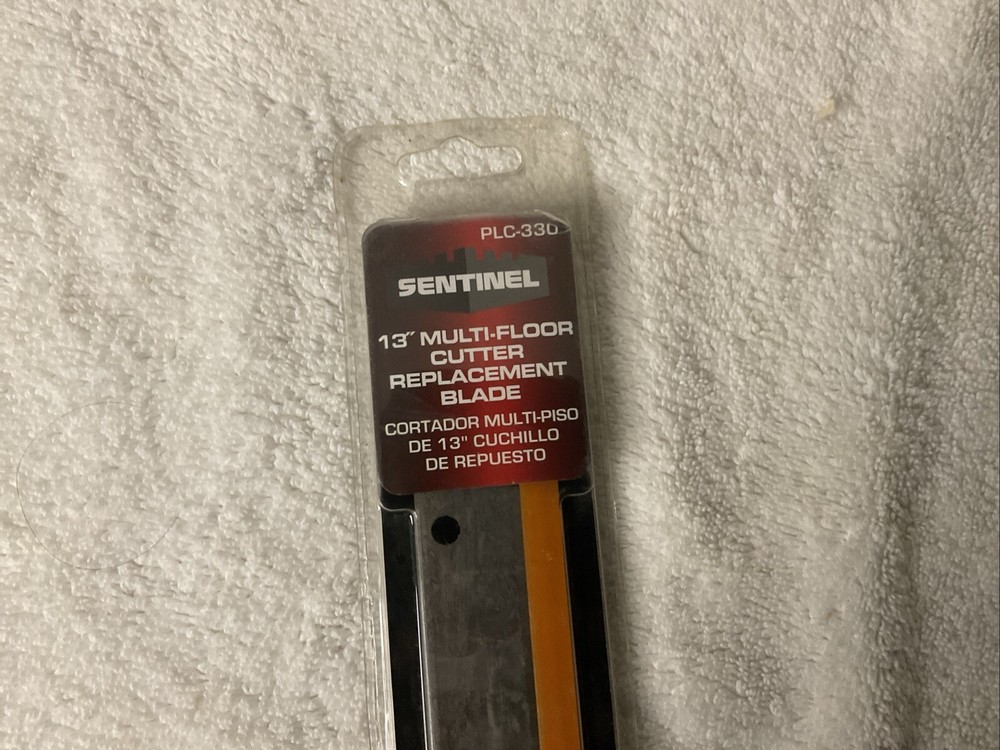 PLC-330
SENTINEL
13" MULTI-FLOOR
CUTTER
REPLACEMENT
BLADE
CORTADOR MULTI-PISO
DE 13" CUCHILLO
DE REPUESTO